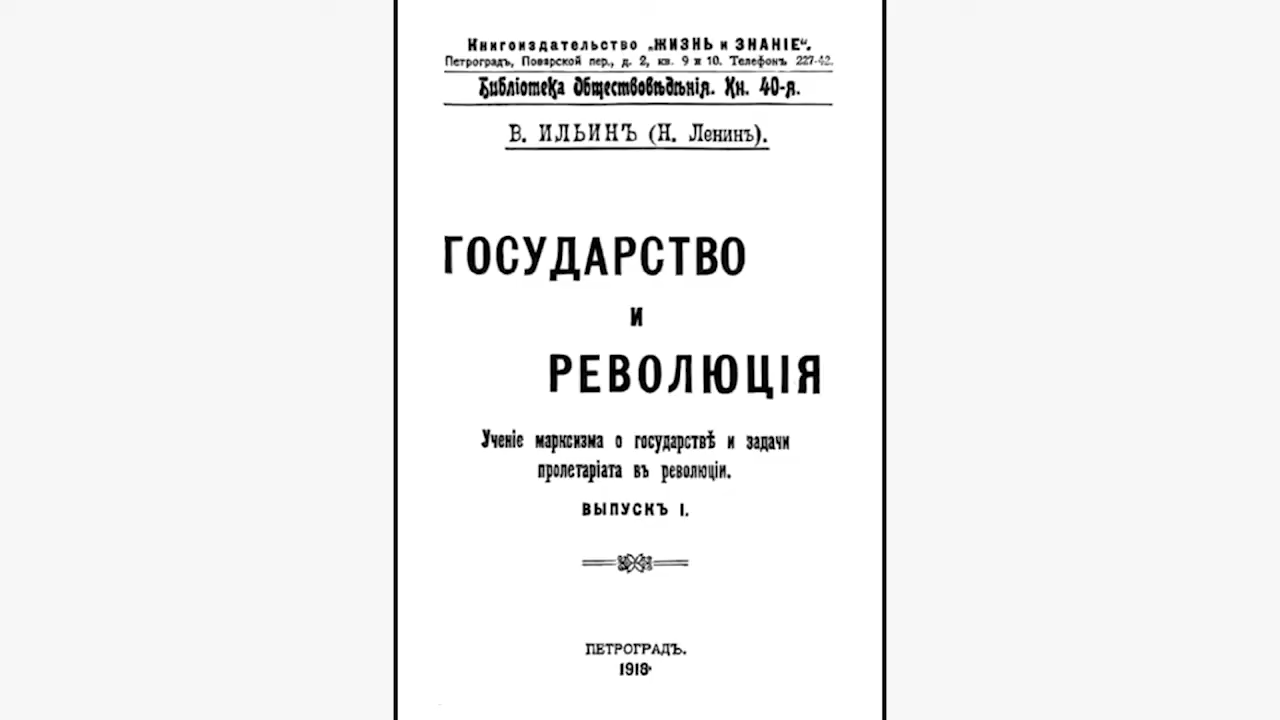 Книгоиздательство „ЖИЗНЬ и ЗНАНІЕ“.
Петроградъ, Поварской пер., д. 2, кв. 9 и 10. Телефонъ 227-42.
Библіотека Обществовѣдѣнія. Кн. 40-я.
В. ИЛЬИНЪ (Н. Ленинъ).
ГОСУДАРСТВО
И
РЕВОЛЮЦІЯ
Ученіе марксизма о государствѣ и задачи
пролетаріата въ революціи.
ВЫПУСКЪ I.
ПЕТРОГРАДЪ.
1918